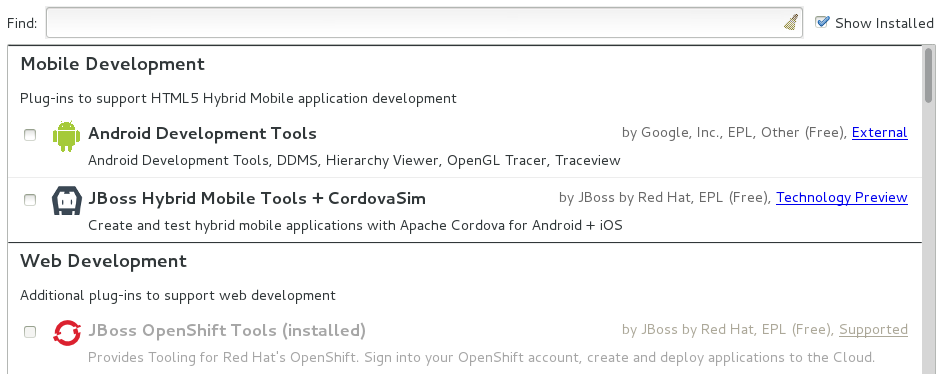 Find:
Show Installed
Mobile Development
Plug-ins to support HTML5 Hybrid Mobile application development
Android Development Tools by Google, Inc., EPL, Other (Free), External
Android Development Tools, DDMS, Hierarchy Viewer, OpenGL Tracer, Traceview
JBoss Hybrid Mobile Tools + CordovaSim by JBoss by Red Hat, EPL (Free), Technology Preview
Create and test hybrid mobile applications with Apache Cordova for Android + iOS
Web Development
Additional plug-ins to support web development
JBoss OpenShift Tools (installed) by JBoss by Red Hat, EPL (Free), Supported
Provides Tooling for Red Hat's OpenShift. Sign into your OpenShift account, create and deploy applications to the Cloud.